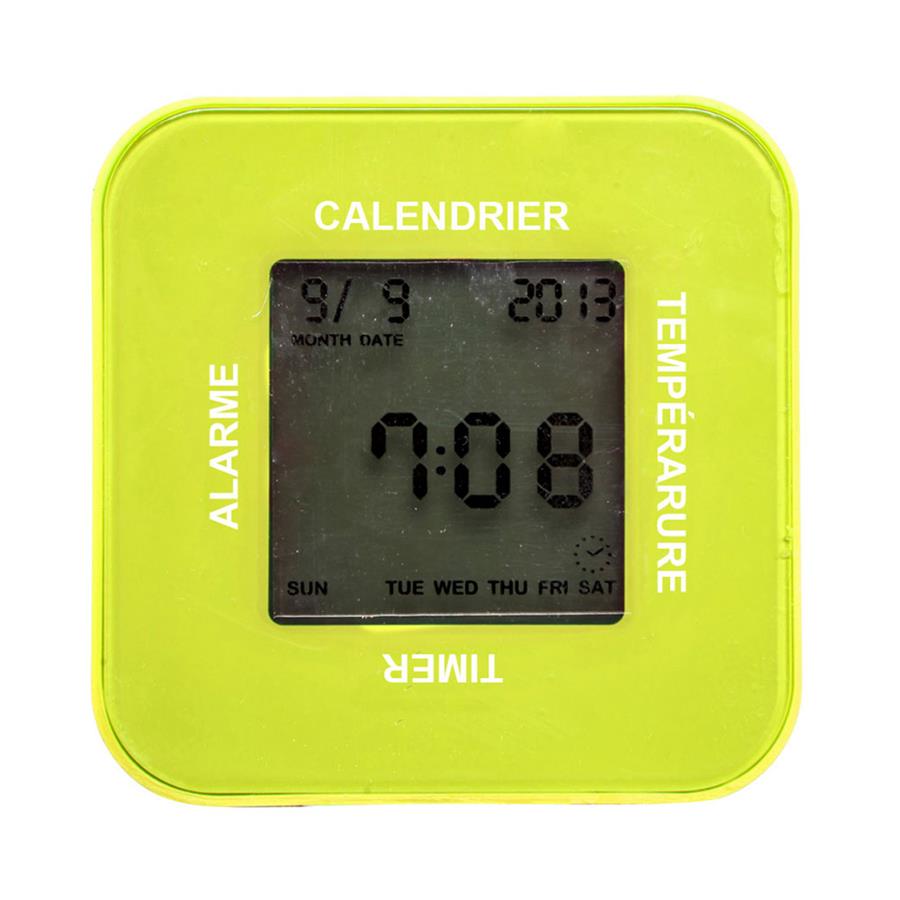 CALENDRIER
9/ 9 2013
MONTH DATE
ALARME
TEMPÉRARURE
7:08
SUN TUE WED THU FRI SAT
TIMER